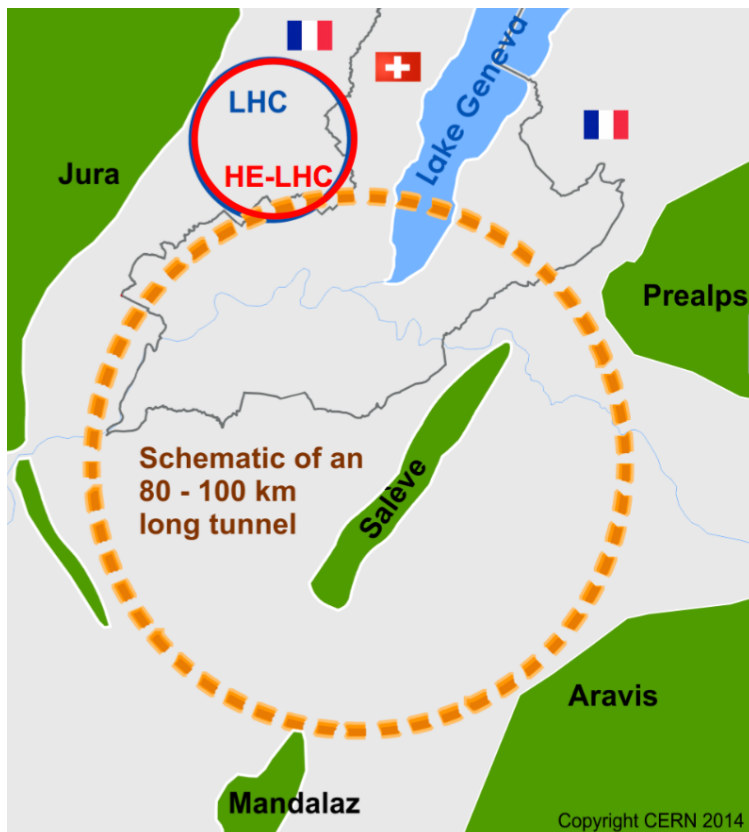 LHC
Lake Geneva
HE-LHC
Jura
Prealps
Schematic of an
80 - 100 km
long tunnel
Salève
Aravis
Mandalaz
Copyright CERN 2014